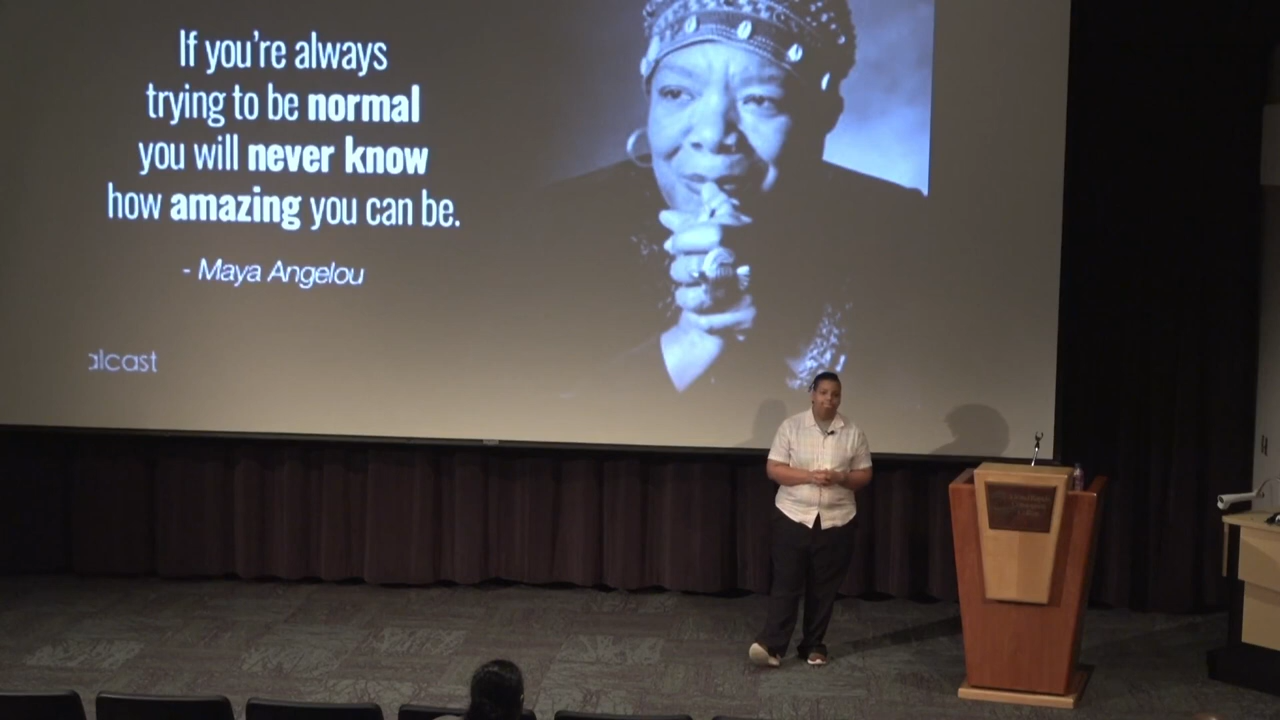 If you're always
trying to be normal
you will never know
how amazing you can be.
- Maya Angelou
alcast